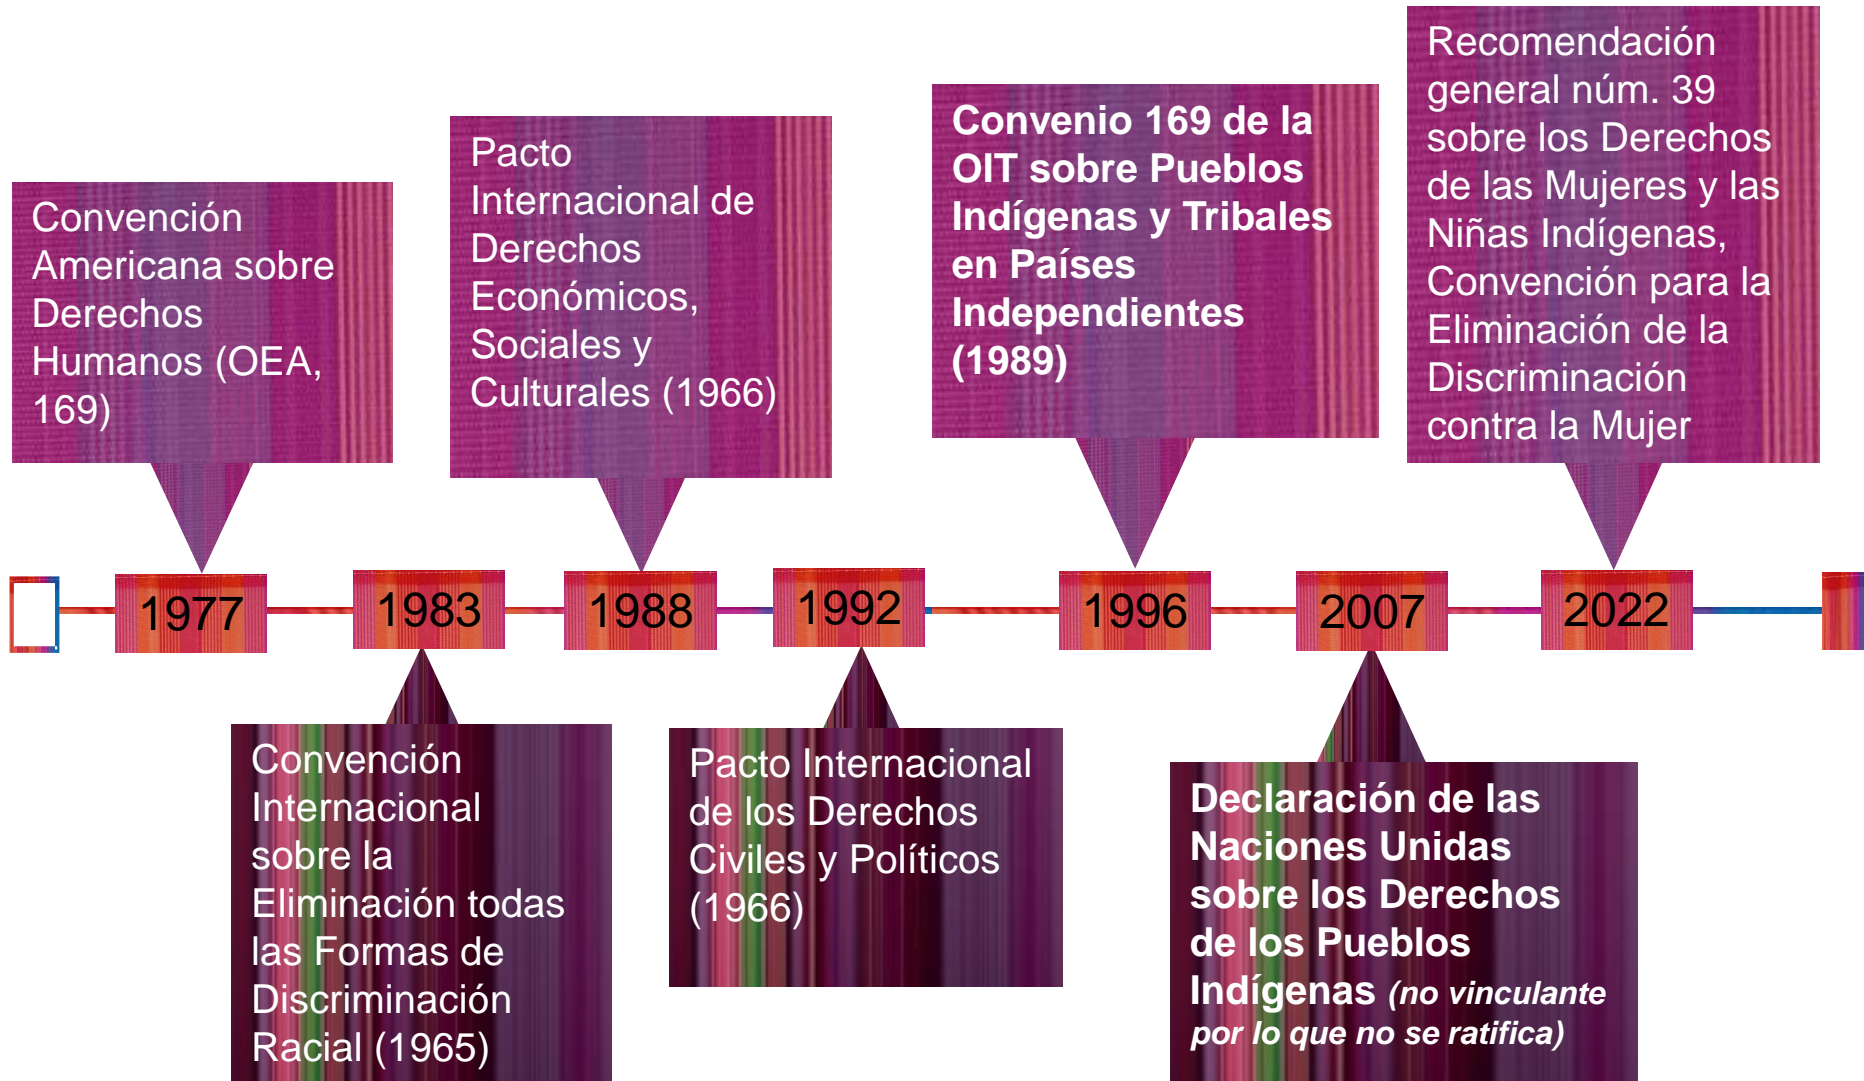 Convención
Americana sobre
Derechos
Humanos (OEA,
169)
Pacto
Internacional de
Derechos
Económicos,
Sociales y
Culturales (1966)
Convenio 169 de la
OIT sobre Pueblos
Indígenas y Tribales
en Países
Independientes
(1989)
Recomendación
general núm. 39
sobre los Derechos
de las Mujeres y las
Niñas Indígenas,
Convención para la
Eliminación de la
Discriminación
contra la Mujer
1977
1983
1988
1992
1996
2007
2022
Convención
Internacional
sobre la
Eliminación todas
las Formas de
Discriminación
Racial (1965)
Pacto Internacional
de los Derechos
Civiles y Políticos
(1966)
Declaración de las
Naciones Unidas
sobre los Derechos
de los Pueblos
Indígenas (no vinculante
por lo que no se ratifica)